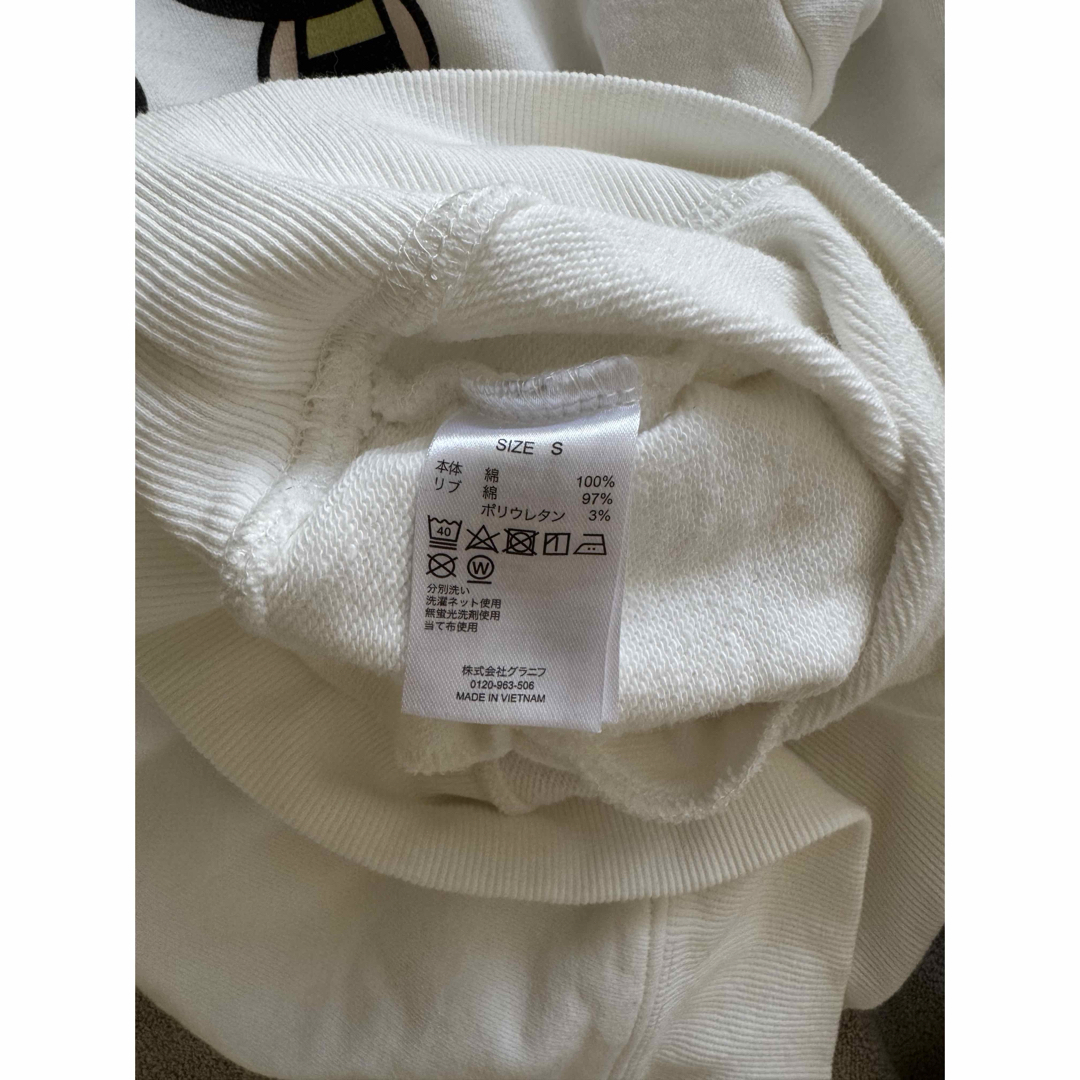 SIZE S
本体 綿 100%
リブ 綿 97%
ポリウレタン 3%
40
W
分別洗い
洗濯ネット使用
無蛍光洗剤使用
当て布使用
株式会社グラニフ
0120-963-506
MADE IN VIETNAM